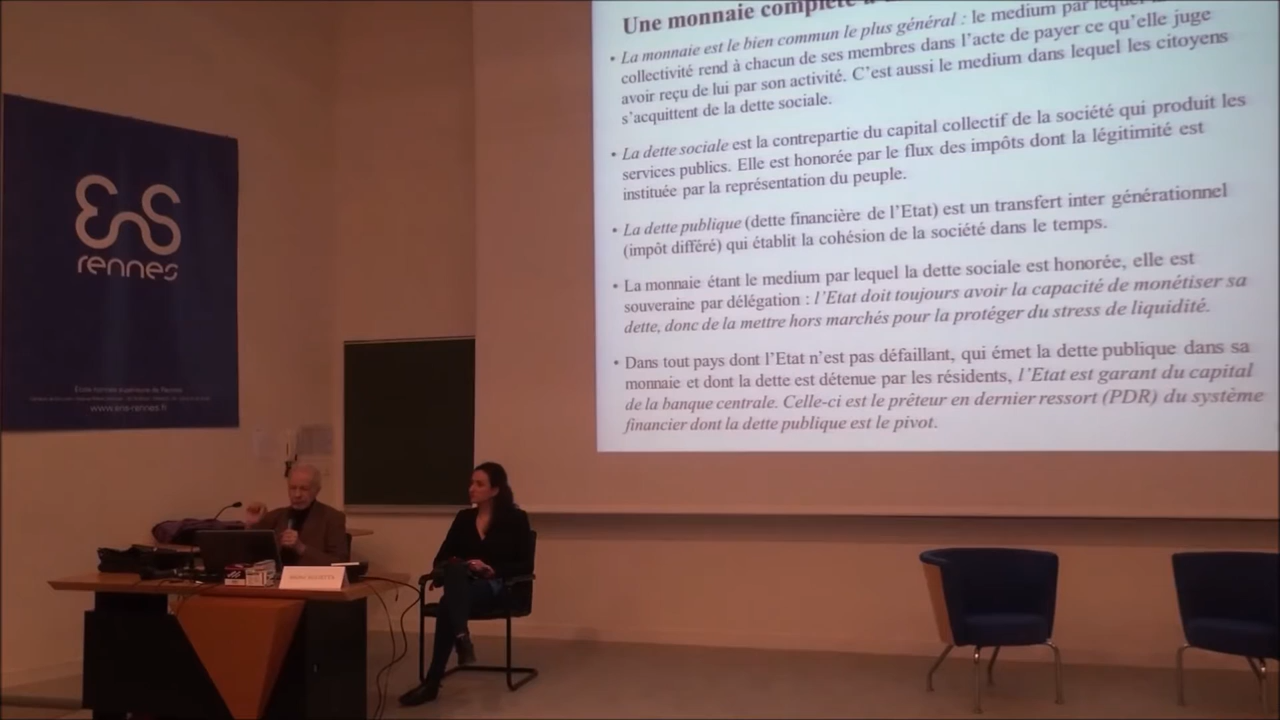 EnS
rennes
Ecole normale supérieure de Rennes
www.ens-rennes.fr
Une monnaie complète
• La monnaie est le bien commun le plus général : le medium par lequel
collectivité rend à chacun de ses membres dans l'acte de payer ce qu'elle juge
avoir reçu de lui par son activité. C'est aussi le medium dans lequel les citoyens
s'acquittent de la dette sociale.
• La dette sociale est la contrepartie du capital collectif de la société qui produit les
services publics. Elle est honorée par le flux des impôts dont la légitimité est
instituée par la représentation du peuple.
• La dette publique (dette financière de l'Etat) est un transfert inter générationnel
(impôt différé) qui établit la cohésion de la société dans le temps.
• La monnaie étant le medium par lequel la dette sociale est honorée, elle est
souveraine par délégation : l'Etat doit toujours avoir la capacité de monétiser sa
dette, donc de la mettre hors marchés pour la protéger du stress de liquidité.
• Dans tout pays dont l'Etat n'est pas défaillant, qui émet la dette publique dans sa
monnaie et dont la dette est détenue par les résidents, l'Etat est garant du capital
de la banque centrale. Celle-ci est le prêteur en dernier ressort (PDR) du système
financier dont la dette publique est le pivot.